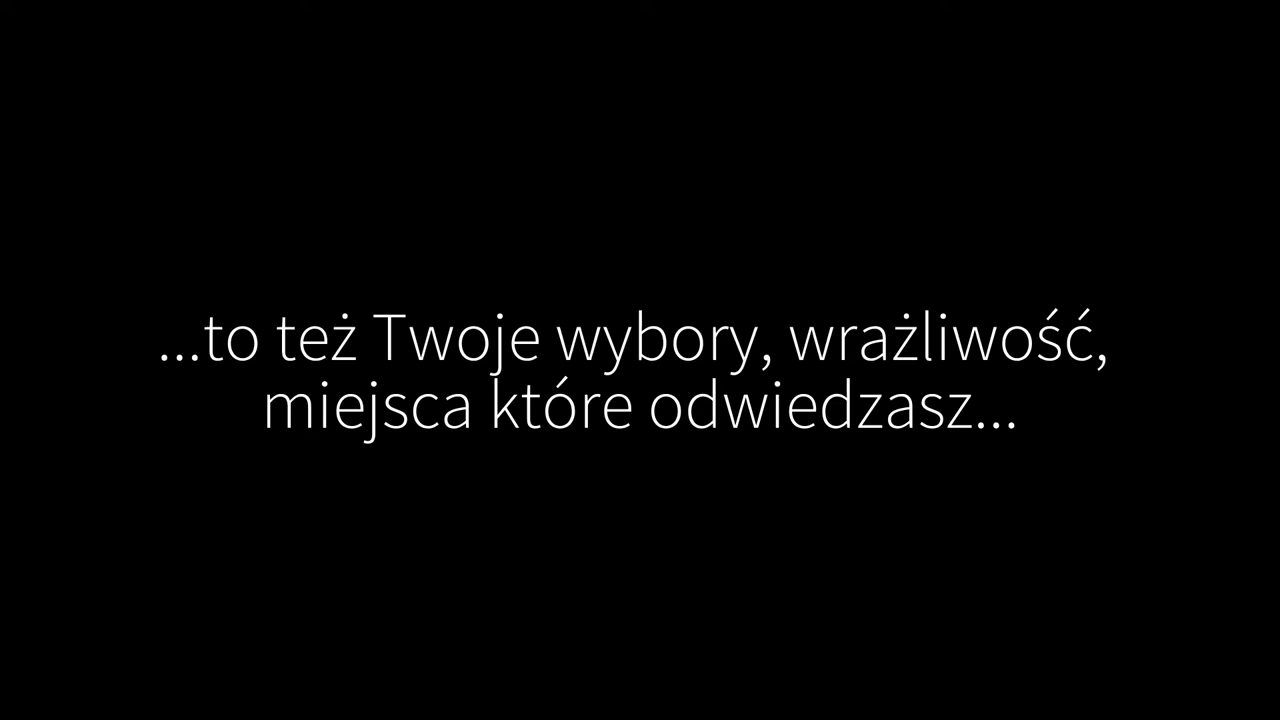 ...to też Twoje wybory, wrażliwość,
miejsca które odwiedzasz...